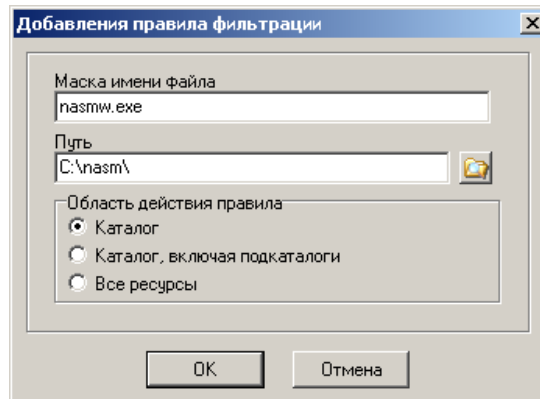 Добавления правила фильтрации
Маска имени файла
nasmw.exe
Путь
C:\nasm\
Область действия правила
Каталог
Каталог, включая подкаталоги
Все ресурсы
OK
Отмена